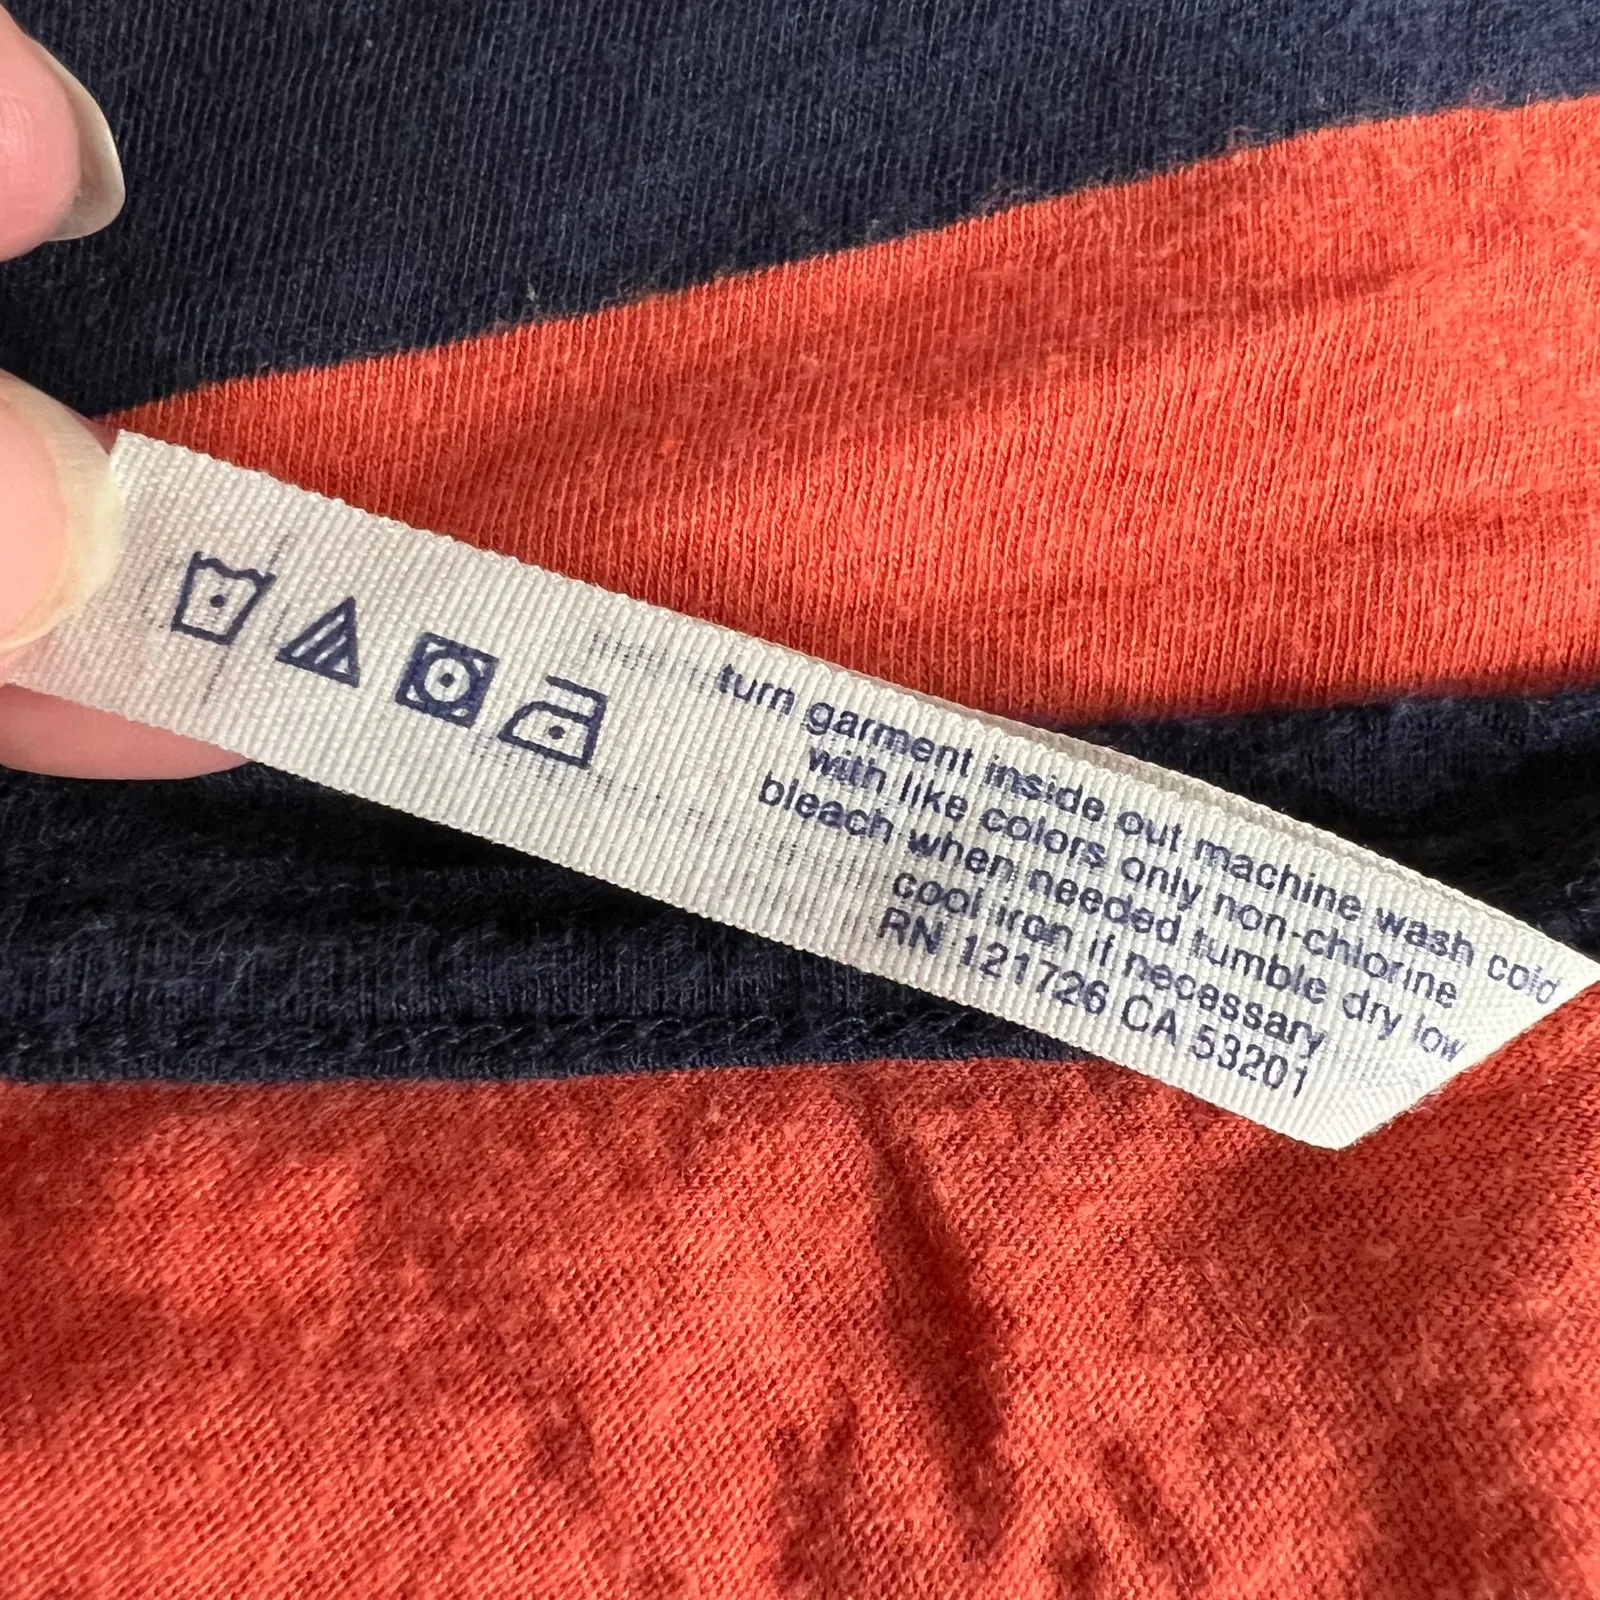 turn garment inside out machine wash cold
with like colors only non-chlorine
bleach when needed tumble dry low
cool iron if necessary
RN 121726 CA 53201